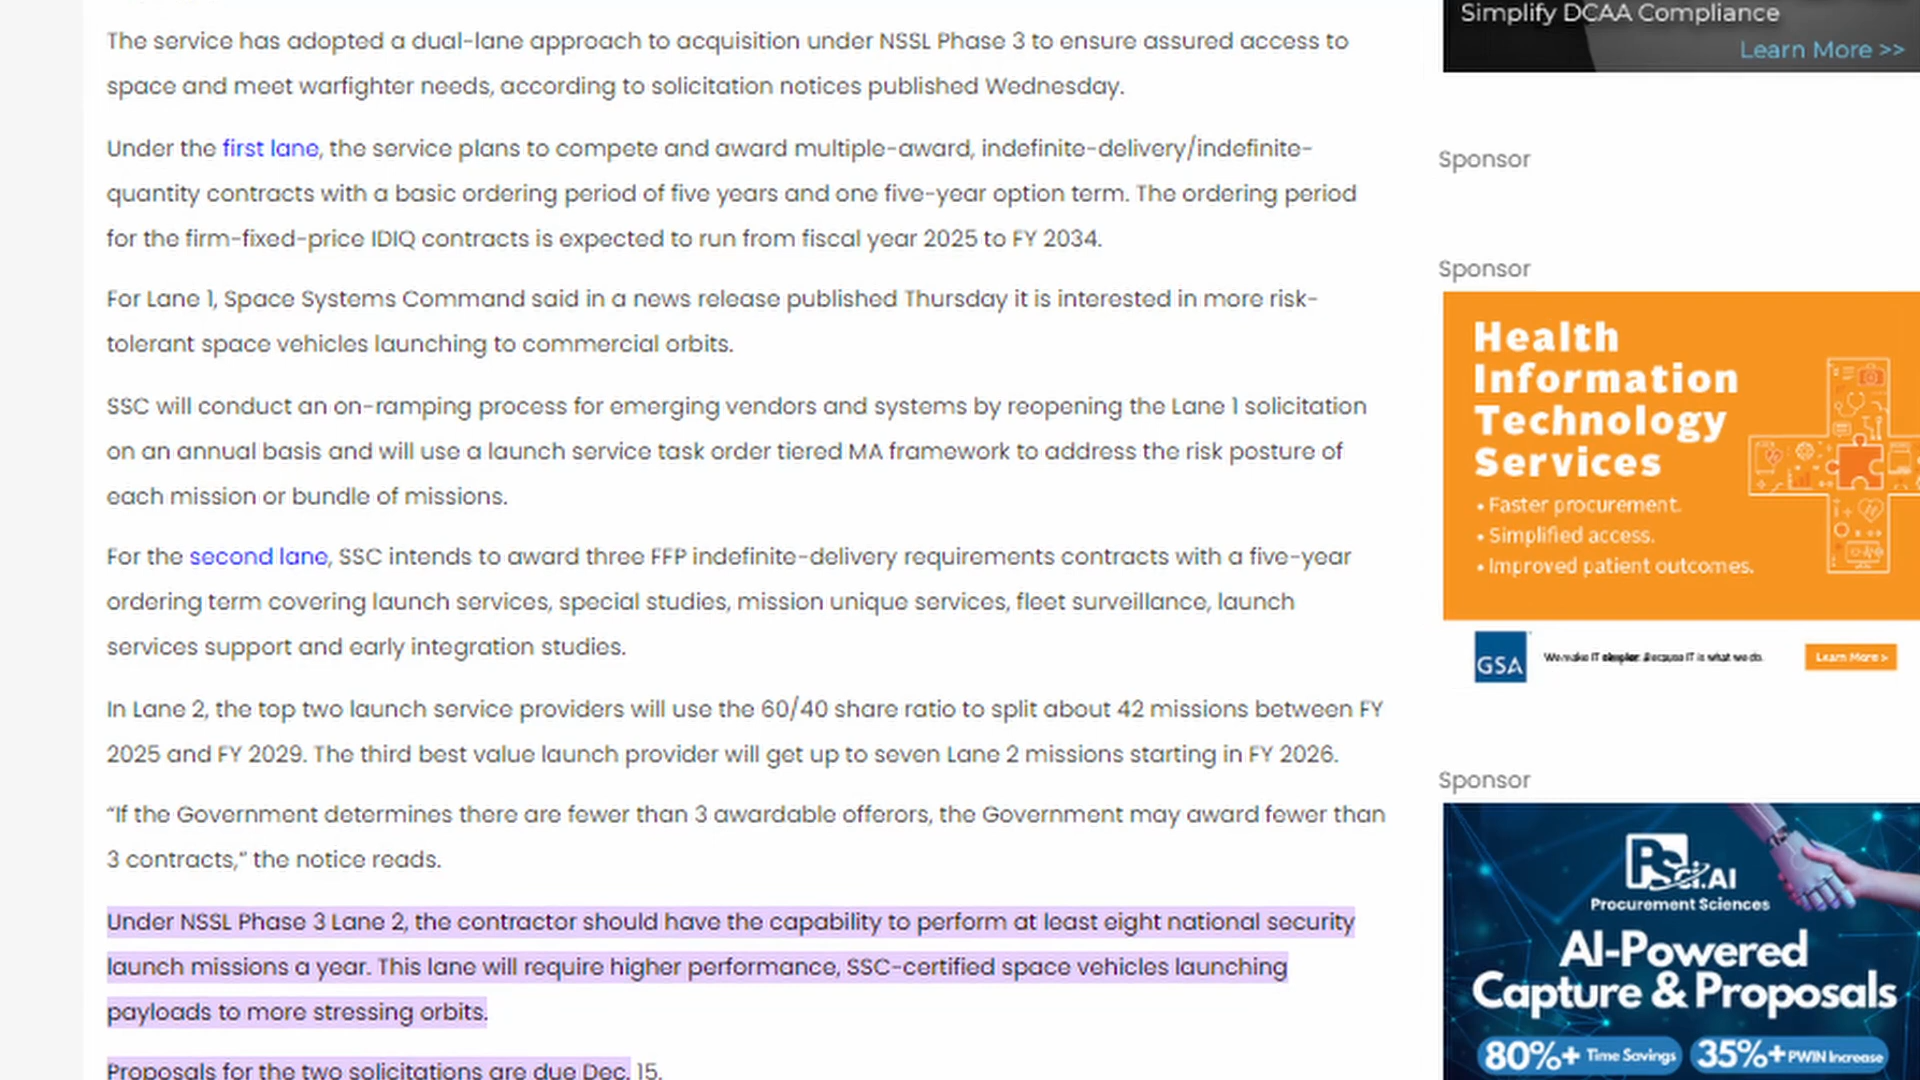 The service has adopted a dual-lane approach to acquisition under NSSL Phase 3 to ensure assured access to
space and meet warfighter needs, according to solicitation notices published Wednesday.
Under the first lane, the service plans to compete and award multiple-award, indefinite-delivery/indefinite-
quantity contracts with a basic ordering period of five years and one five-year option term. The ordering period
for the firm-fixed-price IDIQ contracts is expected to run from fiscal year 2025 to FY 2034.
For Lane 1, Space Systems Command said in a news release published Thursday it is interested in more risk-
tolerant space vehicles launching to commercial orbits.
SSC will conduct an on-ramping process for emerging vendors and systems by reopening the Lane 1 solicitation
on an annual basis and will use a launch service task order tiered MA framework to address the risk posture of
each mission or bundle of missions.
For the second lane, SSC intends to award three FFP indefinite-delivery requirements contracts with a five-year
ordering term covering launch services, special studies, mission unique services, fleet surveillance, launch
services support and early integration studies.
In Lane 2, the top two launch service providers will use the 60/40 share ratio to split about 42 missions between FY
2025 and FY 2029. The third best value launch provider will get up to seven Lane 2 missions starting in FY 2026.
“If the Government determines there are fewer than 3 awardable offerors, the Government may award fewer than
3 contracts,” the notice reads.
Under NSSL Phase 3 Lane 2, the contractor should have the capability to perform at least eight national security
launch missions a year. This lane will require higher performance, SSC-certified space vehicles launching
payloads to more stressing orbits.
Proposals for the two solicitations are due Dec. 15.
Simplify DCAA Compliance
Learn More >>
Sponsor
Sponsor
Health
Information
Technology
Services
• Faster procurement.
• Simplified access.
• Improved patient outcomes.
GSA
We make IT simpler. Because IT is what we do.
Learn More >
Sponsor
PSci.AI
Procurement Sciences
AI-Powered
Capture & Proposals
80%+ Time Savings
35%+ PWIN Increase